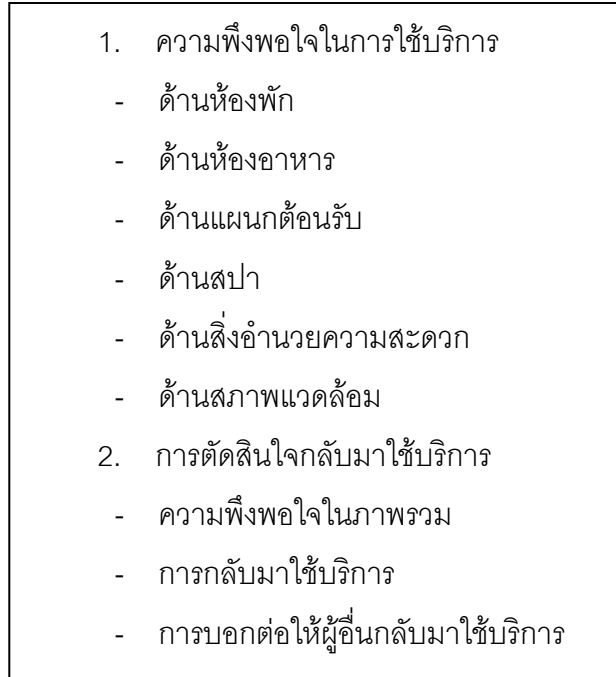 1. ความพึงพอใจในการใช้บริการ
- ด้านห้องพัก
- ด้านห้องอาหาร
- ด้านแผนกต้อนรับ
- ด้านสปา
- ด้านสิ่งอำนวยความสะดวก
- ด้านสภาพแวดล้อม
2. การตัดสินใจกลับมาใช้บริการ
- ความพึงพอใจในภาพรวม
- การกลับมาใช้บริการ
- การบอกต่อให้ผู้อื่นกลับมาใช้บริการ